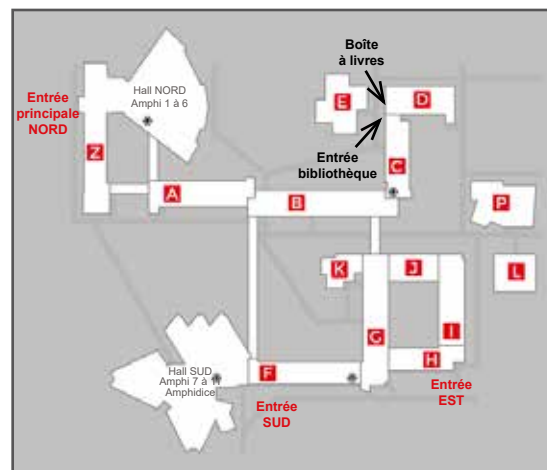 Boîte
à livres
Hall NORD
Amphi 1 à 6
Entrée
principale
NORD
E
D
Z
Entrée
bibliothèque
C
A
B
P
K
J
L
G
I
H
Hall SUD
Amphi 7 à 11
Amphidice
F
Entrée
SUD
Entrée
EST